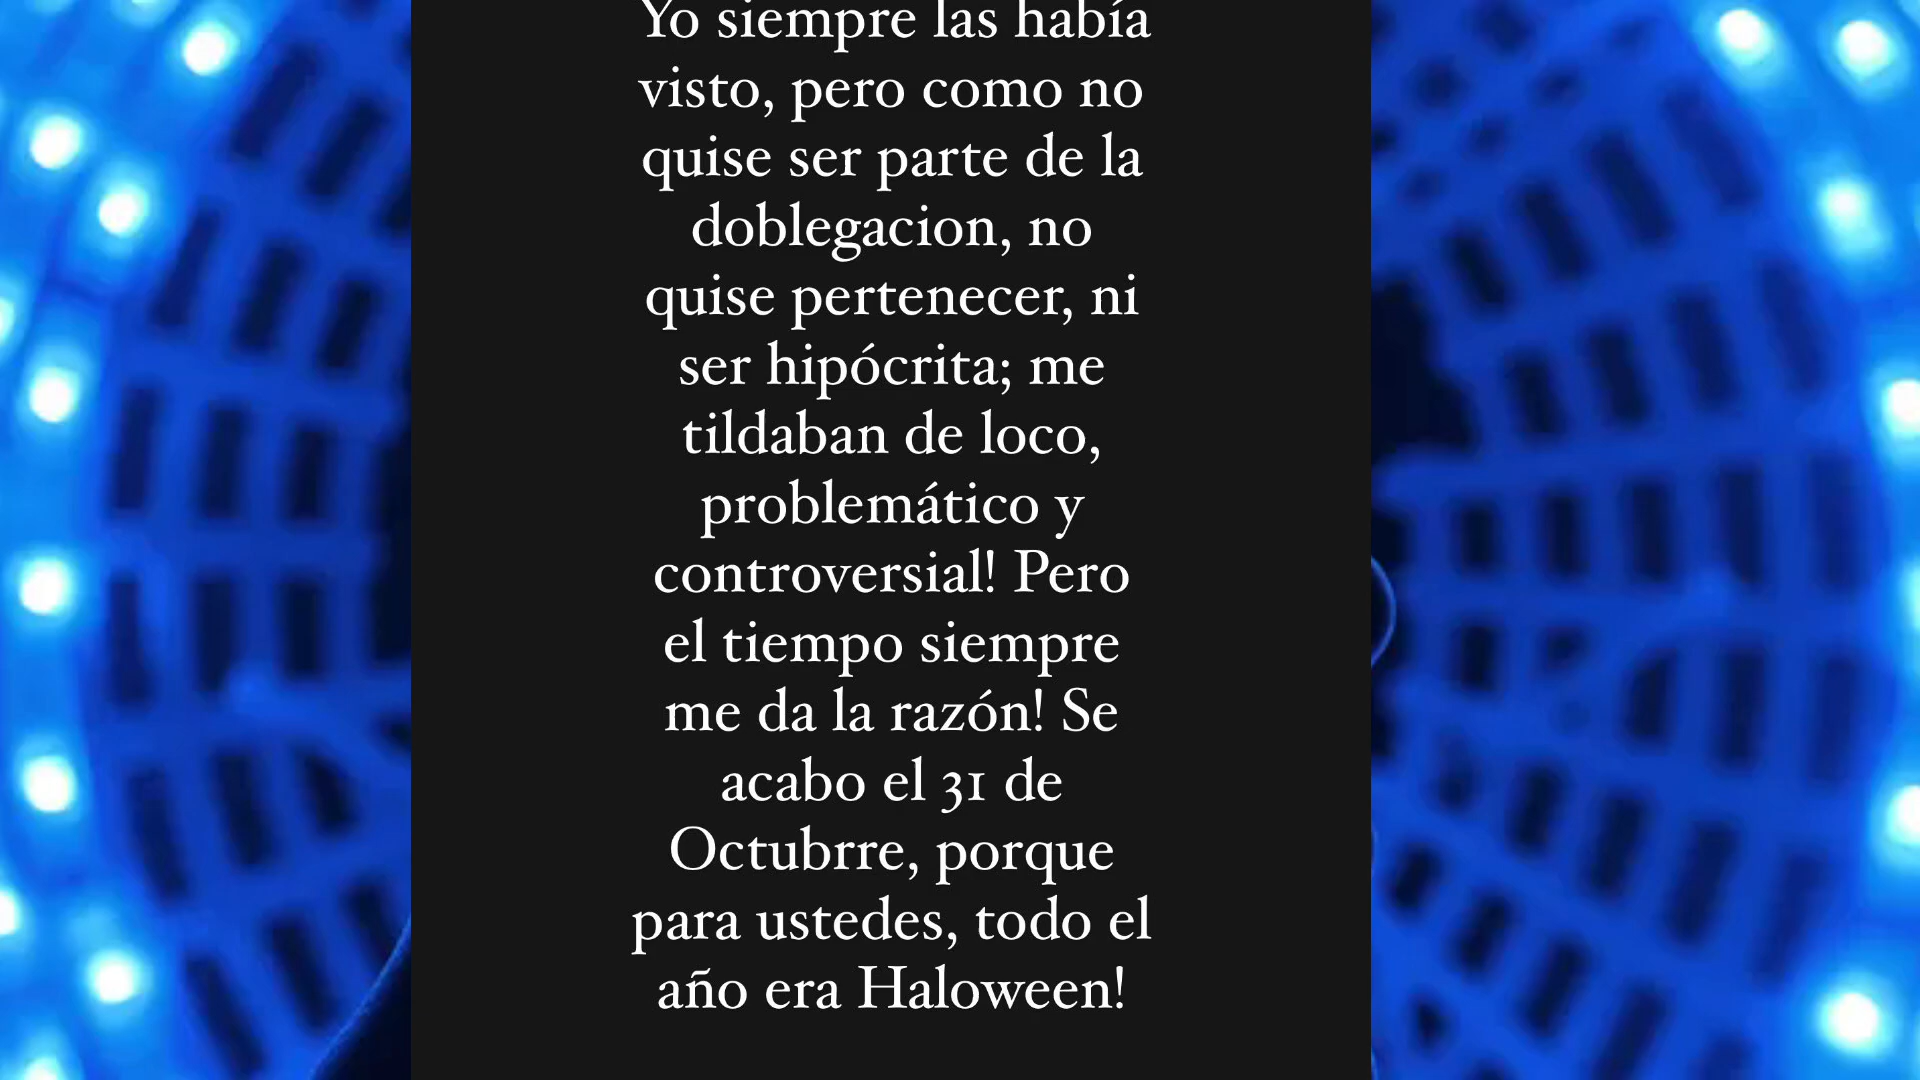 Yo siempre las había
visto, pero como no
quise ser parte de la
doblegacion, no
quise pertenecer, ni
ser hipócrita; me
tildaban de loco,
problemático y
controversial! Pero
el tiempo siempre
me da la razón! Se
acabo el 31 de
Octubrre, porque
para ustedes, todo el
año era Haloween!